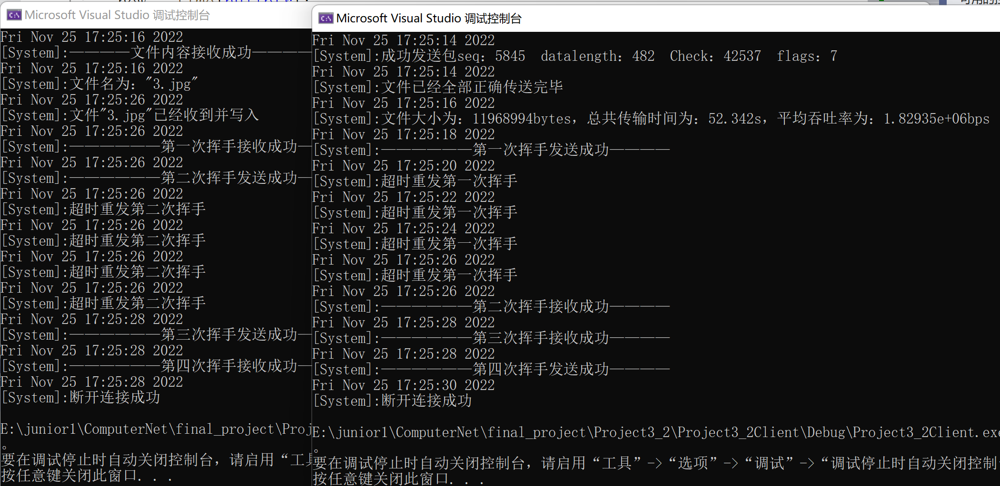 Microsoft Visual Studio 调试控制台
Fri Nov 25 17:25:16 2022
[System]:————文件内容接收成功————
Fri Nov 25 17:25:16 2022
[System]:文件名为："3.jpg"
Fri Nov 25 17:25:26 2022
[System]:文件"3.jpg"已经收到并写入
Fri Nov 25 17:25:26 2022
[System]:——————第一次挥手接收成功—
Fri Nov 25 17:25:26 2022
[System]:——————第二次挥手发送成功—
Fri Nov 25 17:25:26 2022
[System]:超时重发第二次挥手
Fri Nov 25 17:25:26 2022
[System]:超时重发第二次挥手
Fri Nov 25 17:25:26 2022
[System]:超时重发第二次挥手
Fri Nov 25 17:25:26 2022
[System]:超时重发第二次挥手
Fri Nov 25 17:25:28 2022
[System]:——————第三次挥手发送成功—
Fri Nov 25 17:25:28 2022
[System]:——————第四次挥手接收成功—
Fri Nov 25 17:25:28 2022
[System]:断开连接成功
E:\junior1\ComputerNet\final_project\Proj
。
要在调试停止时自动关闭控制台，请启用“工
按任意键关闭此窗口. . .
Microsoft Visual Studio 调试控制台
Fri Nov 25 17:25:14 2022
[System]:成功发送包seq：5845  datalength：482  Check：42537  flags：7
Fri Nov 25 17:25:14 2022
[System]:文件已经全部正确传送完毕
Fri Nov 25 17:25:16 2022
[System]:文件大小为：11968994bytes，总共传输时间为：52.342s，平均吞吐率为：1.82935e+06bps
Fri Nov 25 17:25:18 2022
[System]:——————第一次挥手发送成功————
Fri Nov 25 17:25:20 2022
[System]:超时重发第一次挥手
Fri Nov 25 17:25:22 2022
[System]:超时重发第一次挥手
Fri Nov 25 17:25:24 2022
[System]:超时重发第一次挥手
Fri Nov 25 17:25:26 2022
[System]:超时重发第一次挥手
Fri Nov 25 17:25:26 2022
[System]:——————第二次挥手接收成功————
Fri Nov 25 17:25:28 2022
[System]:——————第三次挥手接收成功————
Fri Nov 25 17:25:28 2022
[System]:——————第四次挥手发送成功————
Fri Nov 25 17:25:30 2022
[System]:断开连接成功
E:\junior1\ComputerNet\final_project\Project3_2\Project3_2Client\Debug\Project3_2Client.exe
。
要在调试停止时自动关闭控制台，请启用“工具”->“选项”->“调试”->“调试停止时自动关闭控制
按任意键关闭此窗口. . .